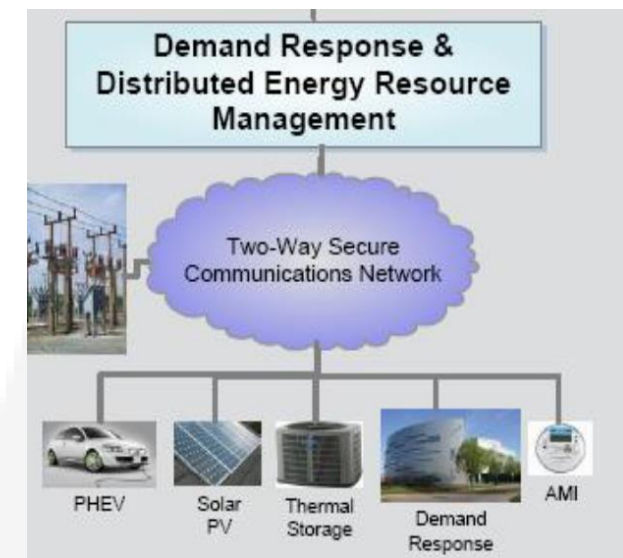 Demand Response &
Distributed Energy Resource
Management
Two-Way Secure
Communications Network
PHEV
Solar
PV
Thermal
Storage
Demand
Response
AMI